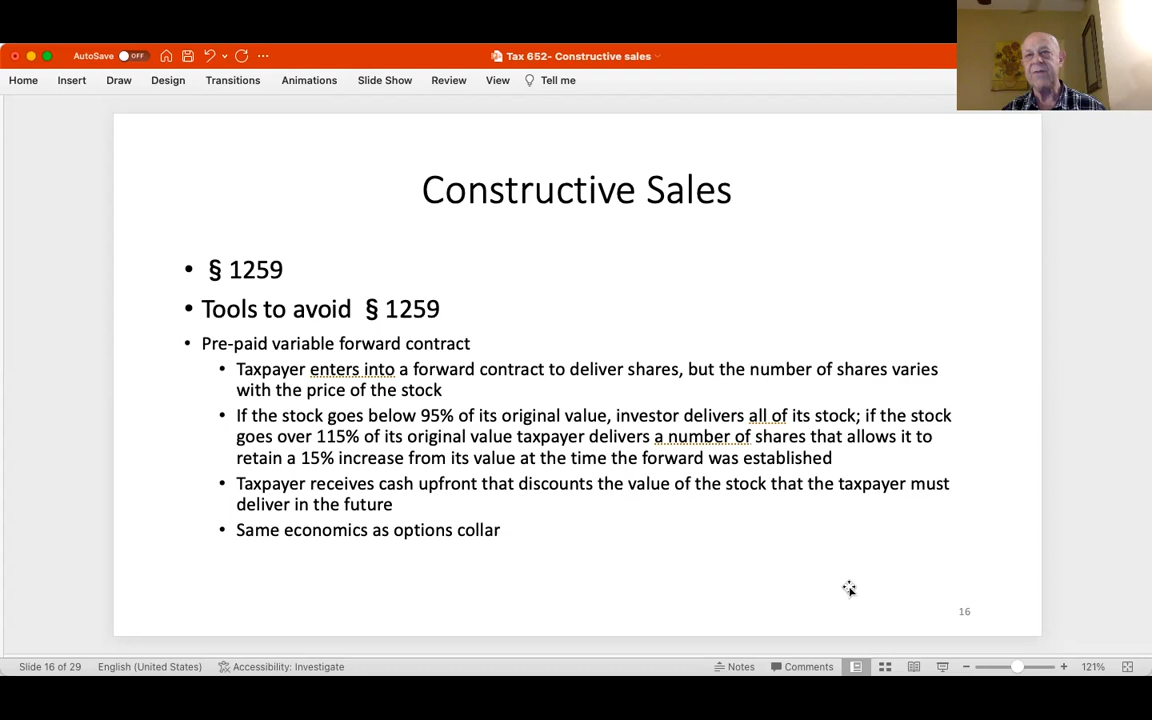 AutoSave OFF
Tax 652- Constructive sales
Home Insert Draw Design Transitions Animations Slide Show Review View Tell me
Constructive Sales
• § 1259
• Tools to avoid § 1259
• Pre-paid variable forward contract
• Taxpayer enters into a forward contract to deliver shares, but the number of shares varies
with the price of the stock
• If the stock goes below 95% of its original value, investor delivers all of its stock; if the stock
goes over 115% of its original value taxpayer delivers a number of shares that allows it to
retain a 15% increase from its value at the time the forward was established
• Taxpayer receives cash upfront that discounts the value of the stock that the taxpayer must
deliver in the future
• Same economics as options collar
16
Slide 16 of 29 English (United States) Accessibility: Investigate Notes Comments 121%